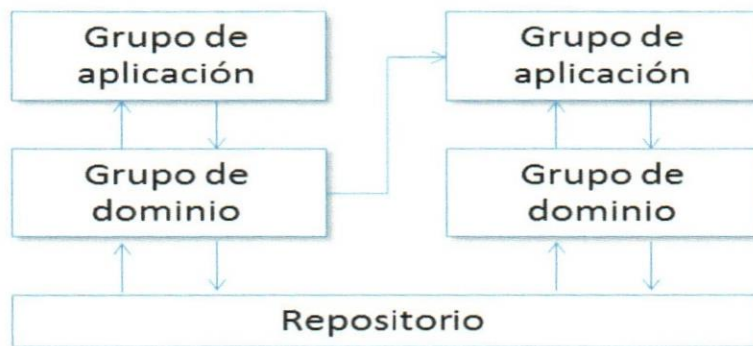 Grupo de
aplicación
Grupo de
aplicación
Grupo de
dominio
Grupo de
dominio
Repositorio